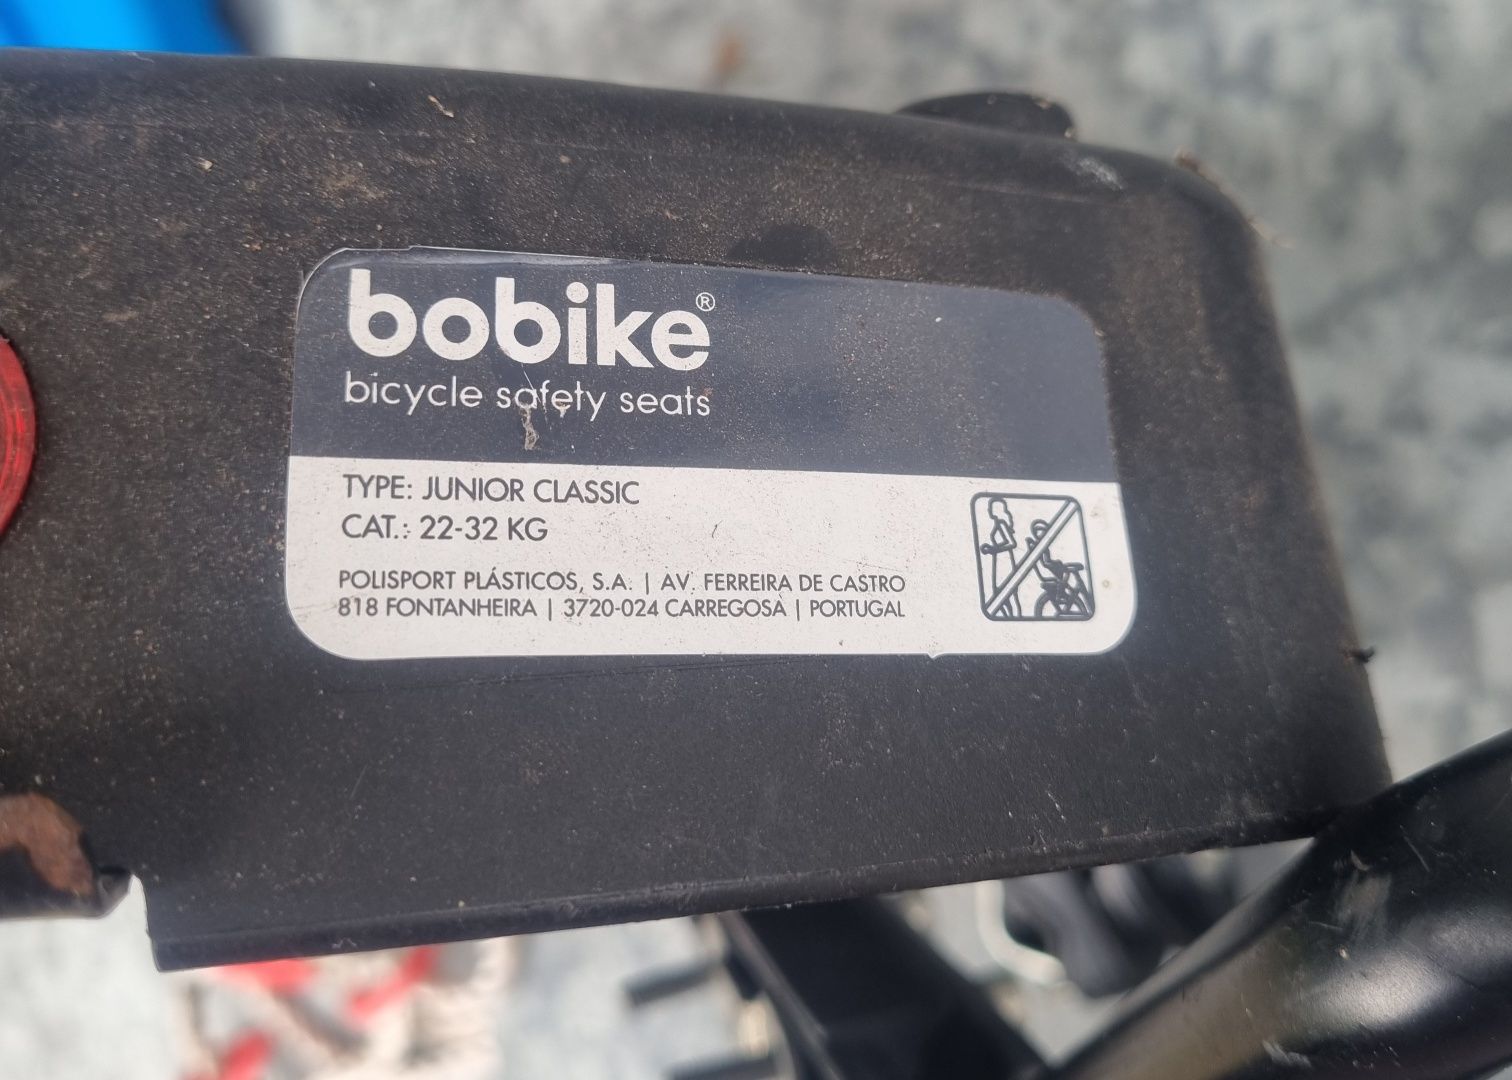 bobike®
bicycle safety seats
TYPE: JUNIOR CLASSIC
CAT.: 22-32 KG
POLISPORT PLÁSTICOS, S.A. | AV. FERREIRA DE CASTRO
818 FONTANHEIRA | 3720-024 CARREGOSA | PORTUGAL